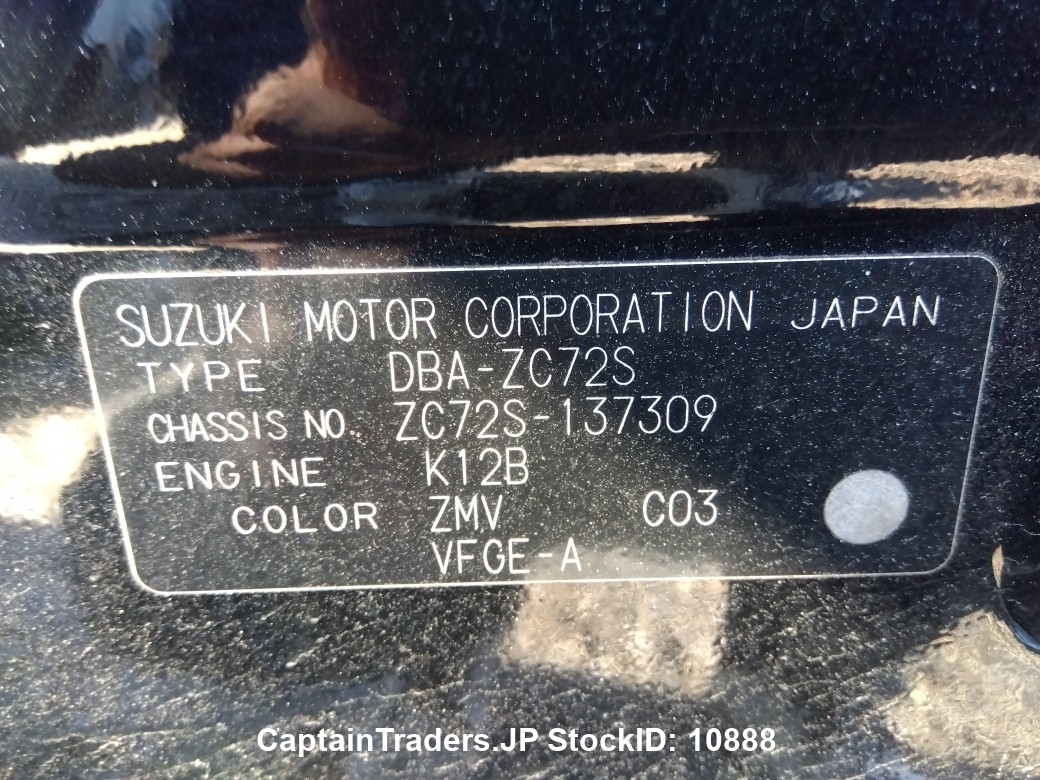 SUZUKI MOTOR CORPORATION JAPAN
TYPE DBA-ZC72S
CHASSIS NO. ZC72S-137309
ENGINE K12B
COLOR ZMV C03
VFGE-A
CaptainTraders.JP StockID: 10888